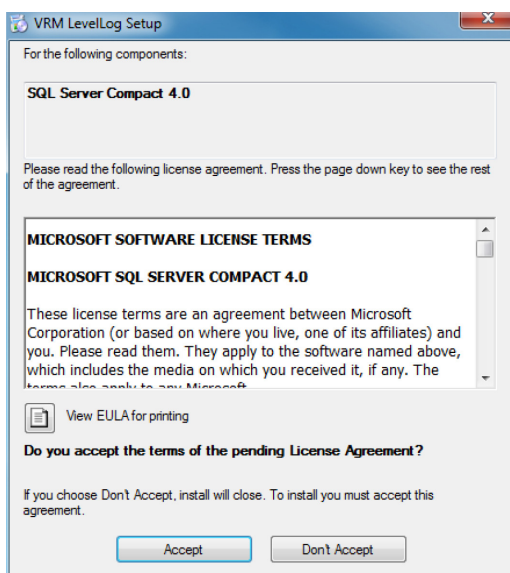 VRM LevelLog Setup
For the following components:
SQL Server Compact 4.0
Please read the following license agreement. Press the page down key to see the rest
of the agreement.
MICROSOFT SOFTWARE LICENSE TERMS
MICROSOFT SQL SERVER COMPACT 4.0
These license terms are an agreement between Microsoft
Corporation (or based on where you live, one of its affiliates) and
you. Please read them. They apply to the software named above,
which includes the media on which you received it, if any. The
terms also apply to any Microsoft
View EULA for printing
Do you accept the terms of the pending License Agreement?
If you choose Don't Accept, install will close. To install you must accept this
agreement.
Accept
Don't Accept